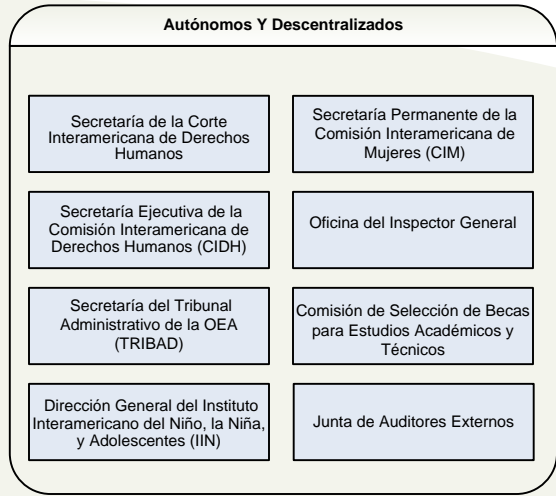 Autónomos Y Descentralizados
Secretaría de la Corte
Interamericana de Derechos
Humanos
Secretaría Permanente de la
Comisión Interamericana de
Mujeres (CIM)
Secretaría Ejecutiva de la
Comisión Interamericana de
Derechos Humanos (CIDH)
Oficina del Inspector General
Secretaría del Tribunal
Administrativo de la OEA
(TRIBAD)
Comisión de Selección de Becas
para Estudios Académicos y
Técnicos
Dirección General del Instituto
Interamericano del Niño, la Niña,
y Adolescentes (IIN)
Junta de Auditores Externos